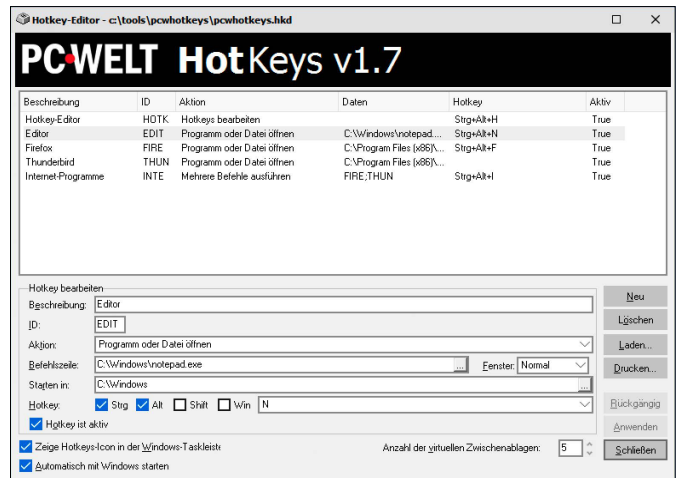 Hotkey-Editor - c:\tools\pcwhotkeys\pcwhotkeys.hkd
PC WELT HotKeys v1.7
Beschreibung ID Aktion Daten Hotkey Aktiv
Hotkey-Editor HOTK Hotkeys bearbeiten Strg+Alt+H True
Editor EDIT Programm oder Datei öffnen C:\Windows\notepad.... Strg+Alt+N True
Firefox FIRE Programm oder Datei öffnen C:\Program Files (x86)\... Strg+Alt+F True
Thunderbird THUN Programm oder Datei öffnen C:\Program Files (x86)\... True
Internet-Programme INTE Mehrere Befehle ausführen FIRE;THUN Strg+Alt+I True
Hotkey bearbeiten
Beschreibung: Editor
ID: EDIT
Aktion: Programm oder Datei öffnen
Befehlszeile: C:\Windows\notepad.exe ... Fenster: Normal
Starten in: C:\Windows ...
Hotkey: Strg Alt Shift Win N
Hotkey ist aktiv
Neu
Löschen
Laden...
Drucken...
Rückgängig
Anwenden
Schließen
Zeige Hotkeys-Icon in der Windows-Taskleiste
Anzahl der virtuellen Zwischenablagen: 5
Automatisch mit Windows starten